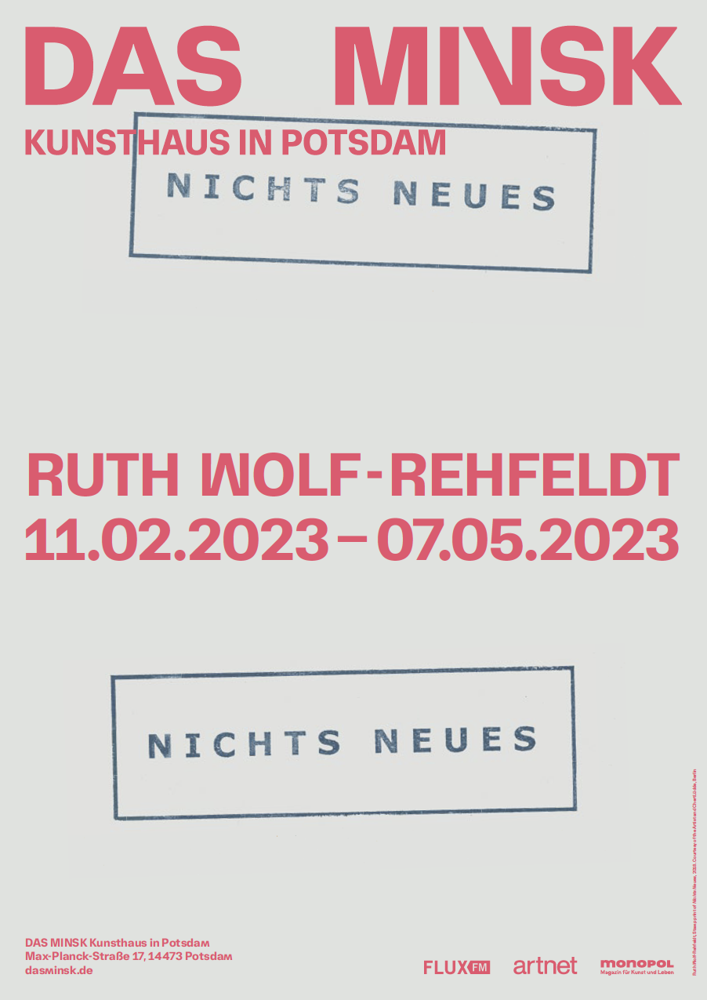 DAS MINSK
KUNSTHAUS IN POTSDAM
NICHTS NEUES
RUTH WOLF-REHFELDT
11.02.2023–07.05.2023
NICHTS NEUES
DAS MINSK Kunsthaus in Potsdam
Max-Planck-Straße 17, 14473 Potsdam
dasminsk.de
FLUX FM
artnet
monopol
Magazin für Kunst und Leben
Ruth Wolf-Rehfeldt, Stamp print of Nichts Neues, 2018. Courtesy of the Artist and ChertLüdde, Berlin